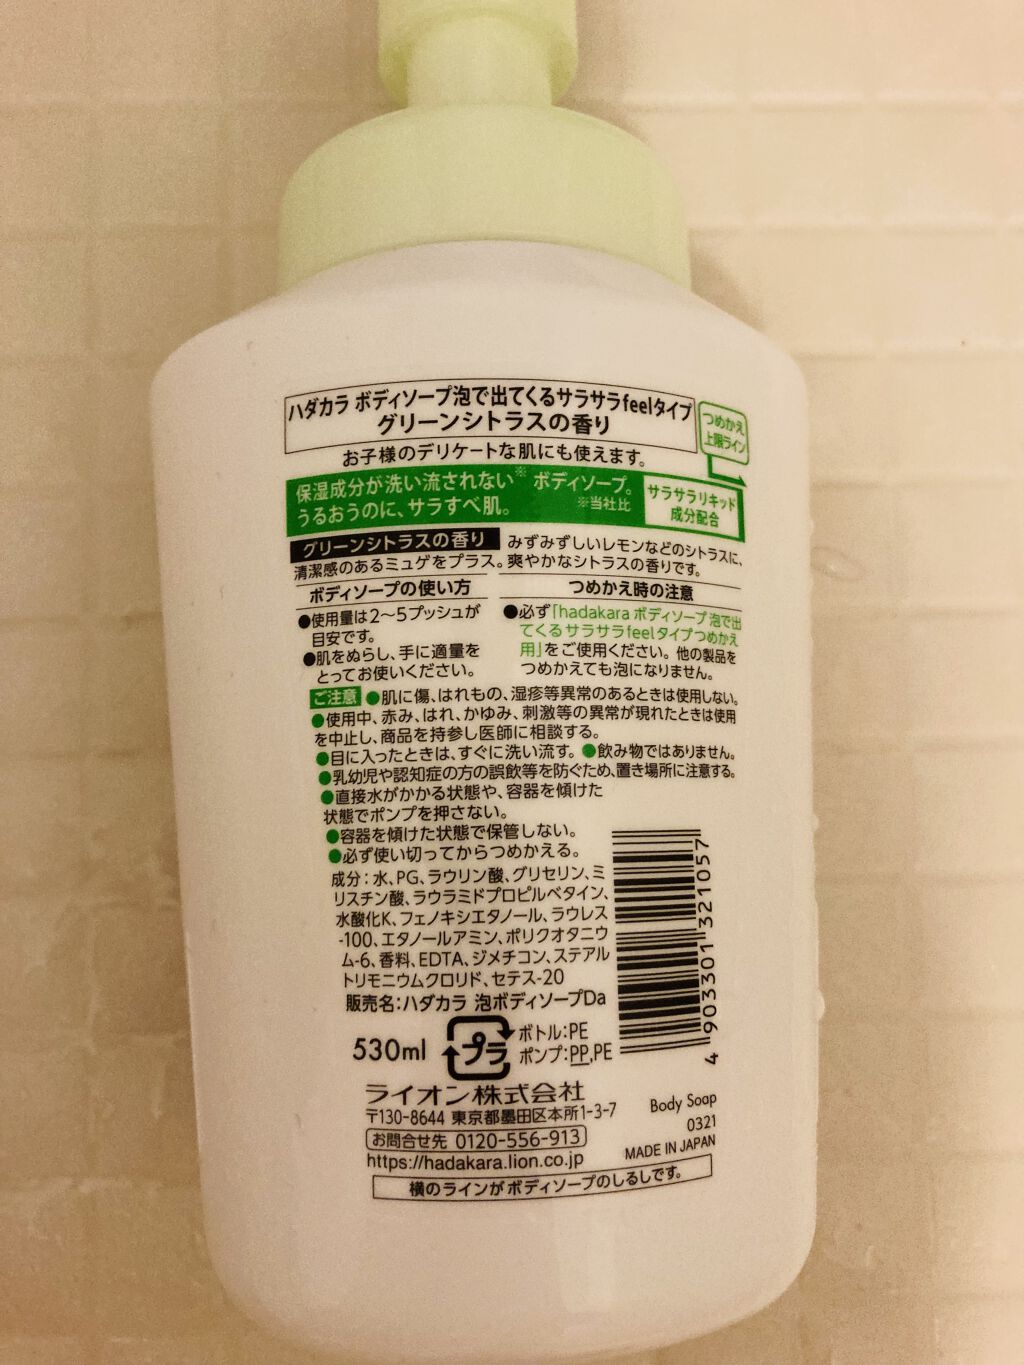 ハダカラ ボディソープ泡で出てくるサラサラfeelタイプ
グリーンシトラスの香り
つめかえ
上限ライン
お子様のデリケートな肌にも使えます。
保湿成分が洗い流されない※ ボディソープ。
うるおうのに、サラすべ肌。 ※当社比
サラサラリキッド
成分配合
グリーンシトラスの香り みずみずしいレモンなどのシトラスに、
清潔感のあるミュゲをプラス。爽やかなシトラスの香りです。
ボディソープの使い方
●使用量は2〜5プッシュが
目安です。
●肌をぬらし、手に適量を
とってお使いください。
つめかえ時の注意
●必ず「hadakara ボディソープ泡で出
てくるサラサラfeelタイプつめかえ
用」をご使用ください。他の製品を
つめかえても泡になりません。
ご注意 ●肌に傷、はれもの、湿疹等異常のあるときは使用しない。
●使用中、赤み、はれ、かゆみ、刺激等の異常が現れたときは使用
を中止し、商品を持参し医師に相談する。
●目に入ったときは、すぐに洗い流す。 ●飲み物ではありません。
●乳幼児や認知症の方の誤飲等を防ぐため、置き場所に注意する。
●直接水がかかる状態や、容器を傾けた
状態でポンプを押さない。
●容器を傾けた状態で保管しない。
●必ず使い切ってからつめかえる。
成分：水、PG、ラウリン酸、グリセリン、ミ
リスチン酸、ラウラミドプロピルベタイン、
水酸化K、フェノキシエタノール、ラウレス
-100、エタノールアミン、ポリクオタニウ
ム-6、香料、EDTA、ジメチコン、ステアル
トリモニウムクロリド、セテス-20
販売名：ハダカラ 泡ボディソープDa
4 903301 321057
530ml
プラ
ボトル：PE
ポンプ：PP,PE
ライオン株式会社
〒130-8644 東京都墨田区本所1-3-7
お問合せ先 0120-556-913
https://hadakara.lion.co.jp
Body Soap
0321
MADE IN JAPAN
横のラインがボディソープのしるしです。